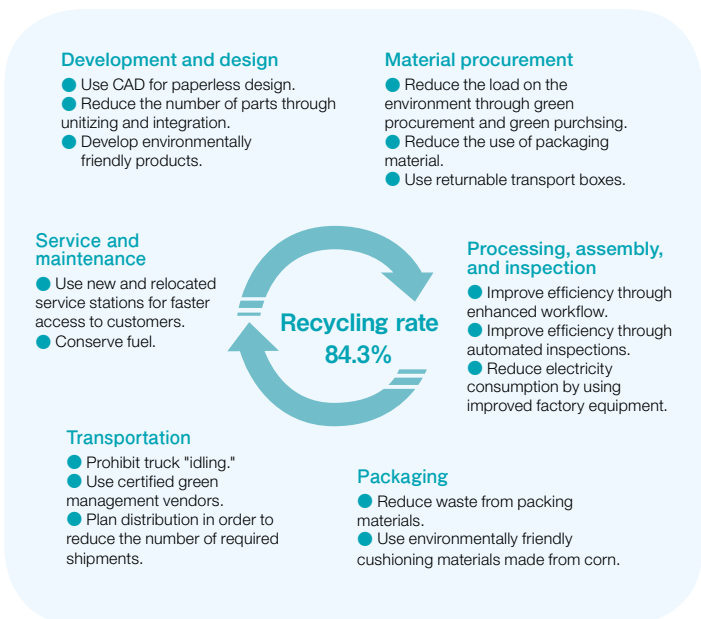 Development and design
● Use CAD for paperless design.
● Reduce the number of parts through
unitizing and integration.
● Develop environmentally
friendly products.
Material procurement
● Reduce the load on the
environment through green
procurement and green purchsing.
● Reduce the use of packaging
material.
● Use returnable transport boxes.
Service and
maintenance
● Use new and relocated
service stations for faster
access to customers.
● Conserve fuel.
Recycling rate
84.3%
Processing, assembly,
and inspection
● Improve efficiency through
enhanced workflow.
● Improve efficiency through
automated inspections.
● Reduce electricity
consumption by using
improved factory equipment.
Transportation
● Prohibit truck "idling."
● Use certified green
management vendors.
● Plan distribution in order to
reduce the number of required
shipments.
Packaging
● Reduce waste from packing
materials.
● Use environmentally friendly
cushioning materials made from corn.